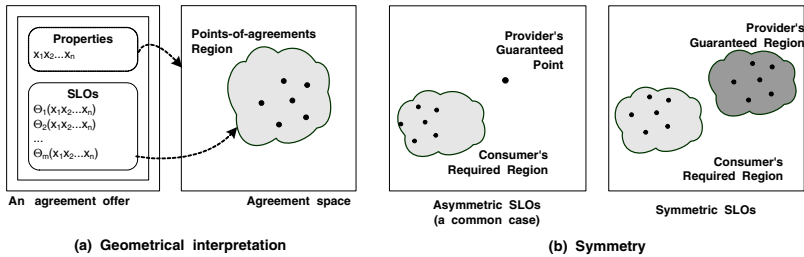 Properties
x₁x₂...xₙ
SLOs
Θ₁(x₁x₂...xₙ)
Θ₂(x₁x₂...xₙ)
...
Θₘ(x₁x₂...xₙ)
An agreement offer
Points-of-agreements
Region
Agreement space
(a) Geometrical interpretation
Provider's
Guaranteed
Point
Consumer's
Required Region
Asymmetric SLOs
(a common case)
Provider's
Guaranteed Region
Consumer's
Required Region
Symmetric SLOs
(b) Symmetry